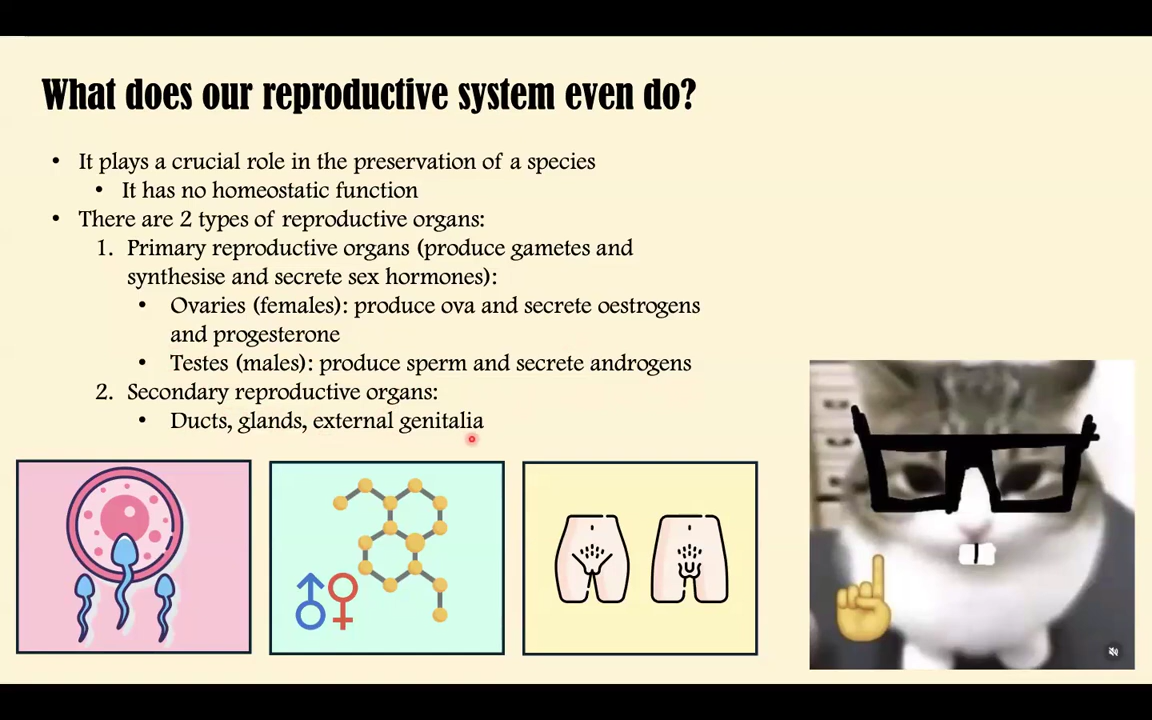 What does our reproductive system even do?
• It plays a crucial role in the preservation of a species
• It has no homeostatic function
• There are 2 types of reproductive organs:
1. Primary reproductive organs (produce gametes and
synthesise and secrete sex hormones):
• Ovaries (females): produce ova and secrete oestrogens
and progesterone
• Testes (males): produce sperm and secrete androgens
2. Secondary reproductive organs:
• Ducts, glands, external genitalia